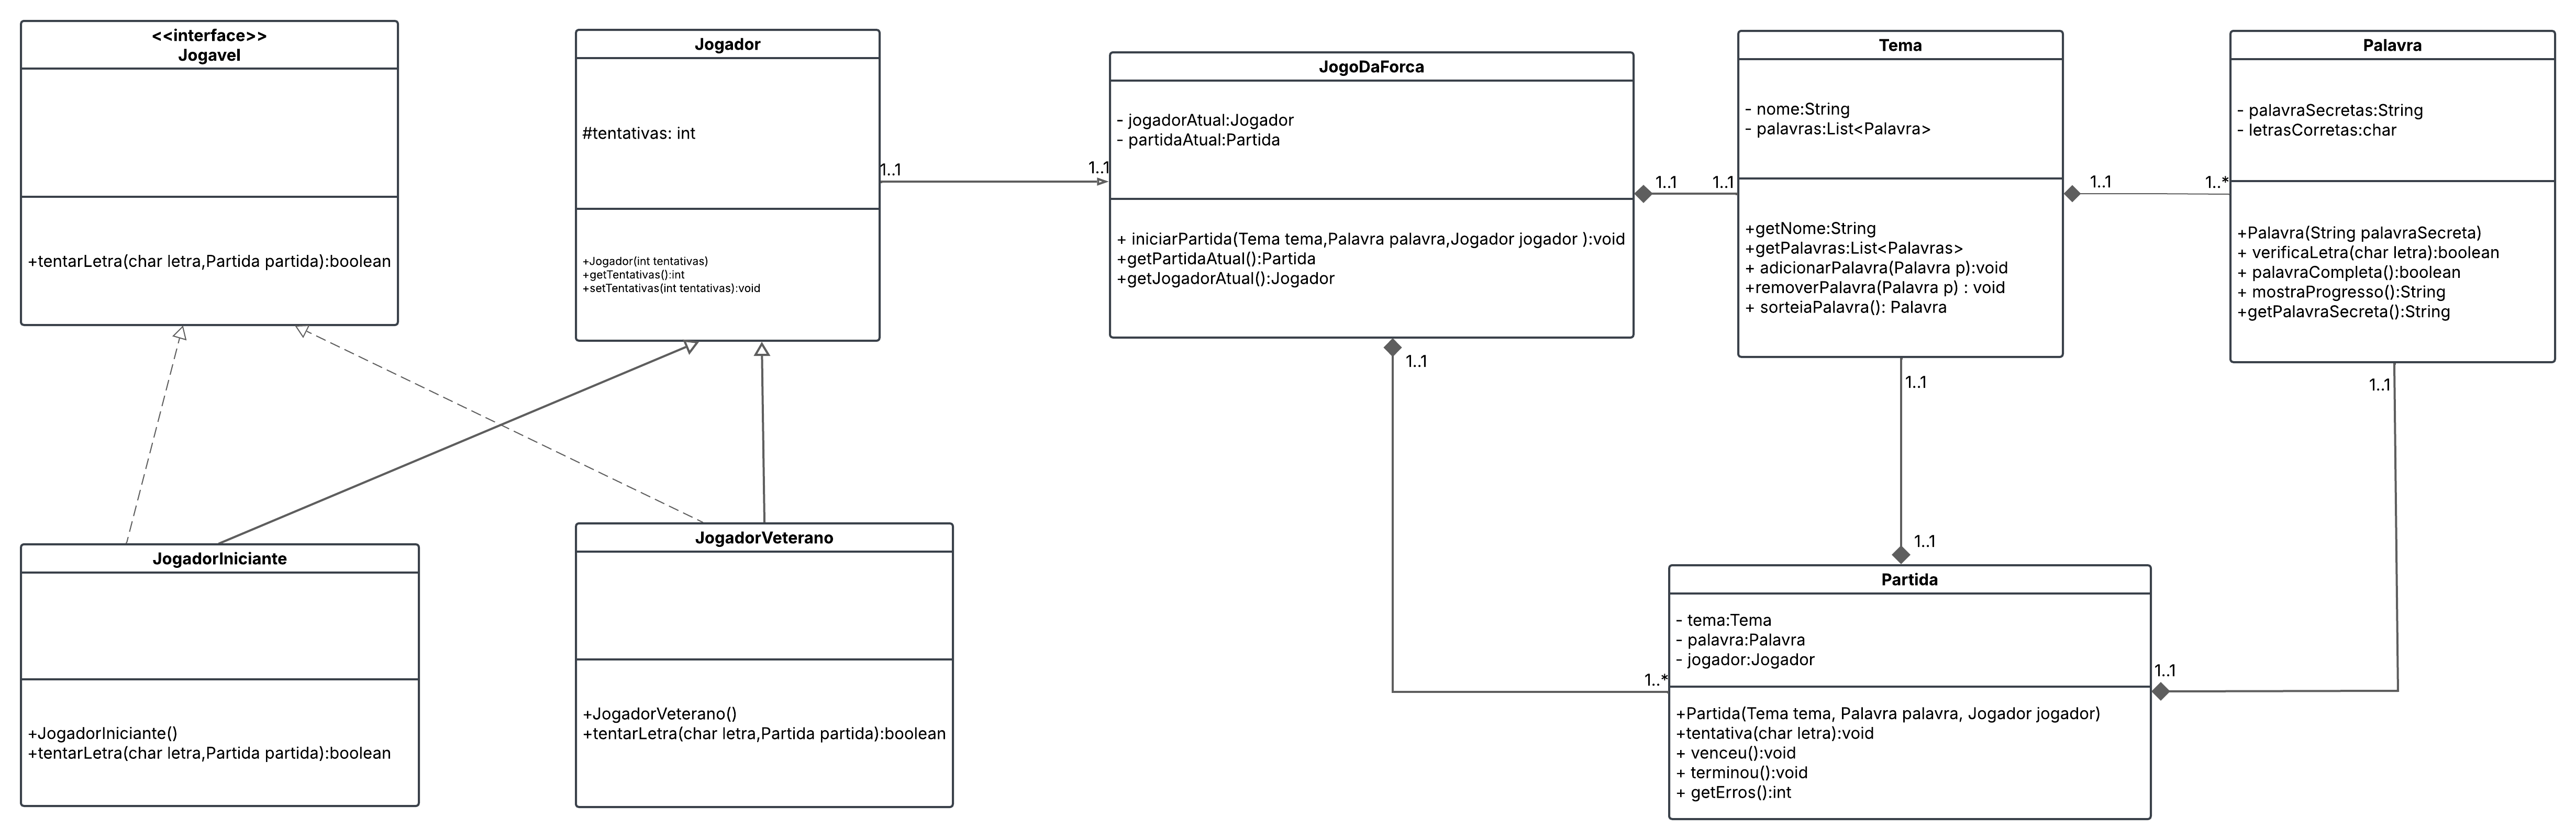 <<interface>>
Jogavel
+tentarLetra(char letra,Partida partida):boolean
Jogador
#tentativas: int
+Jogador(int tentativas)
+getTentativas():int
+setTentativas(int tentativas):void
1..1
1..1
JogoDaForca
- jogadorAtual:Jogador
- partidaAtual:Partida
+ iniciarPartida(Tema tema,Palavra palavra,Jogador jogador ):void
+getPartidaAtual():Partida
+getJogadorAtual():Jogador
1..1
1..1
Tema
- nome:String
- palavras:List<Palavra>
+getNome:String
+getPalavras:List<Palavras>
+ adicionarPalavra(Palavra p):void
+removerPalavra(Palavra p) : void
+ sorteiaPalavra(): Palavra
1..1
1..*
Palavra
- palavraSecretas:String
- letrasCorretas:char
+Palavra(String palavraSecreta)
+ verificaLetra(char letra):boolean
+ palavraCompleta():boolean
+ mostraProgresso():String
+getPalavraSecreta():String
1..1
1..1
1..1
1..1
1..*
1..1
JogadorIniciante
+JogadorIniciante()
+tentarLetra(char letra,Partida partida):boolean
JogadorVeterano
+JogadorVeterano()
+tentarLetra(char letra,Partida partida):boolean
Partida
- tema:Tema
- palavra:Palavra
- jogador:Jogador
+Partida(Tema tema, Palavra palavra, Jogador jogador)
+tentativa(char letra):void
+ venceu():void
+ terminou():void
+ getErros():int